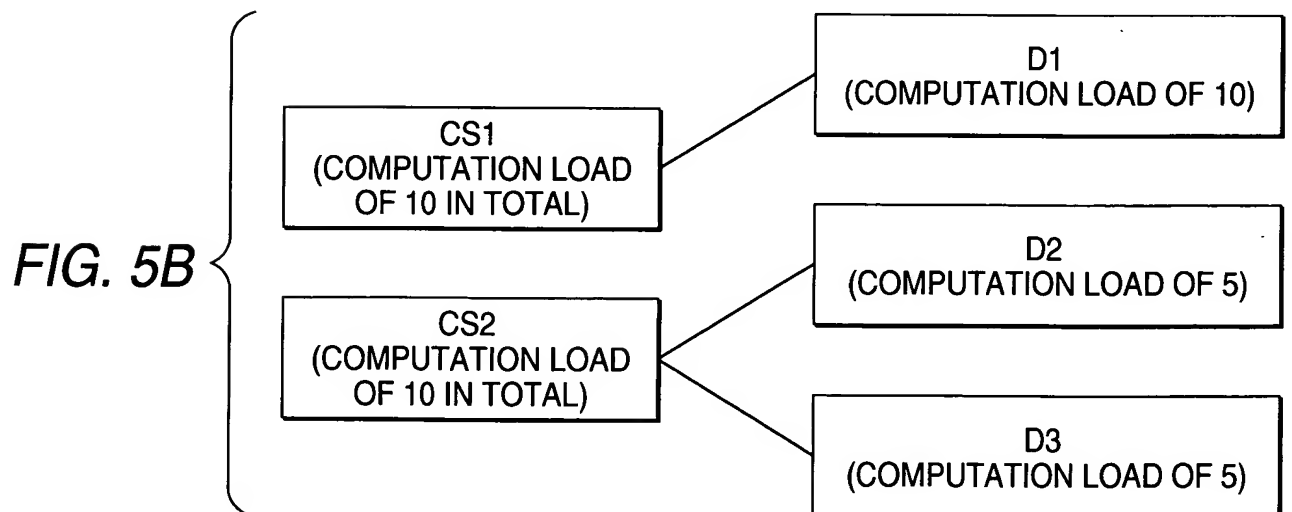 FIG. 5B
CS1
(COMPUTATION LOAD
OF 10 IN TOTAL)
CS2
(COMPUTATION LOAD
OF 10 IN TOTAL)
D1
(COMPUTATION LOAD OF 10)
D2
(COMPUTATION LOAD OF 5)
D3
(COMPUTATION LOAD OF 5)